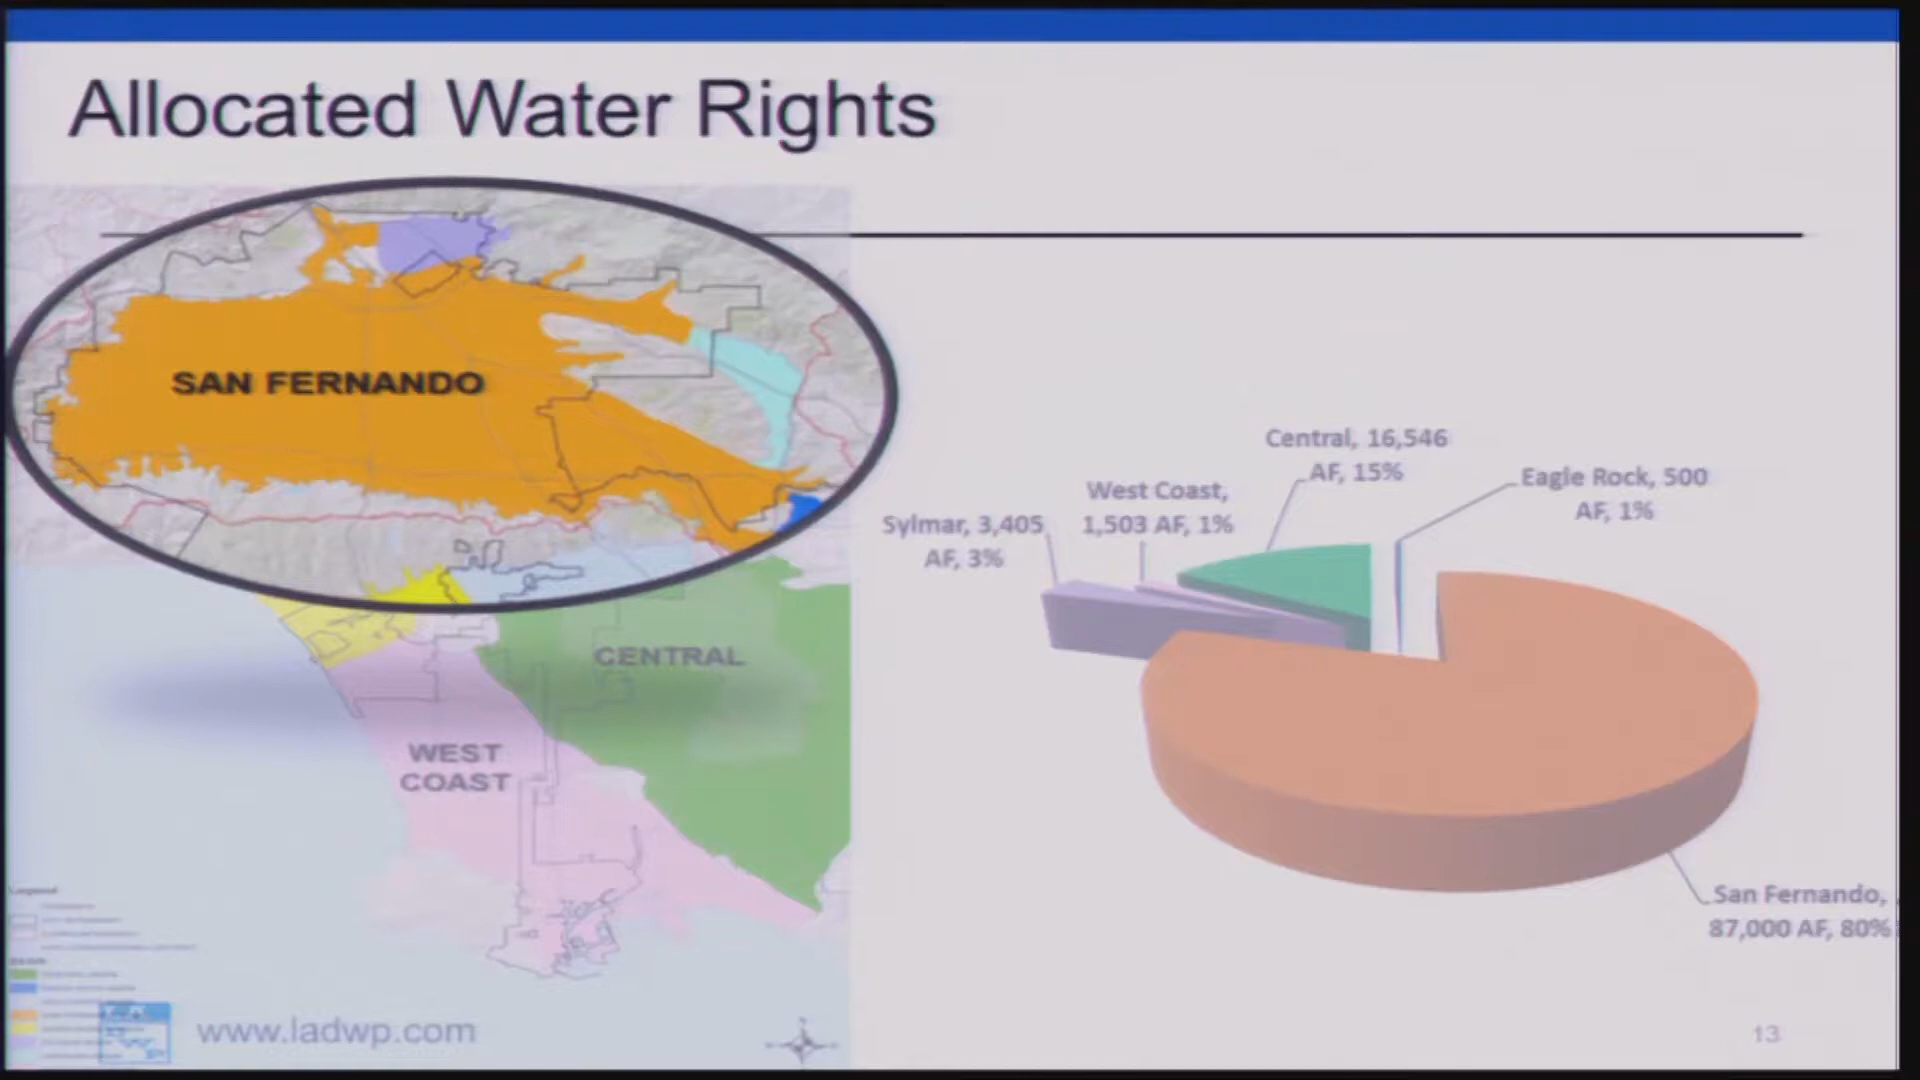 Allocated Water Rights
SAN FERNANDO
CENTRAL
WEST
COAST
Central, 16,546
AF, 15%
Eagle Rock, 500
AF, 1%
West Coast,
1,503 AF, 1%
Sylmar, 3,405
AF, 3%
San Fernando,
87,000 AF, 80%
Legend
www.ladwp.com
13